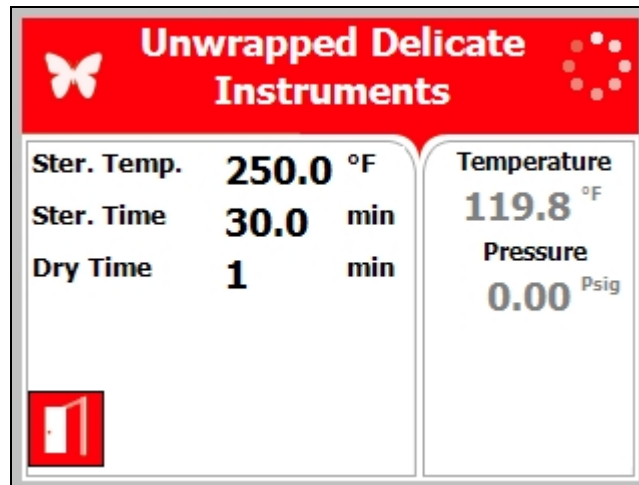 Unwrapped Delicate
Instruments
Ster. Temp. 250.0 °F
Ster. Time 30.0 min
Dry Time 1 min
Temperature
119.8 °F
Pressure
0.00 Psig